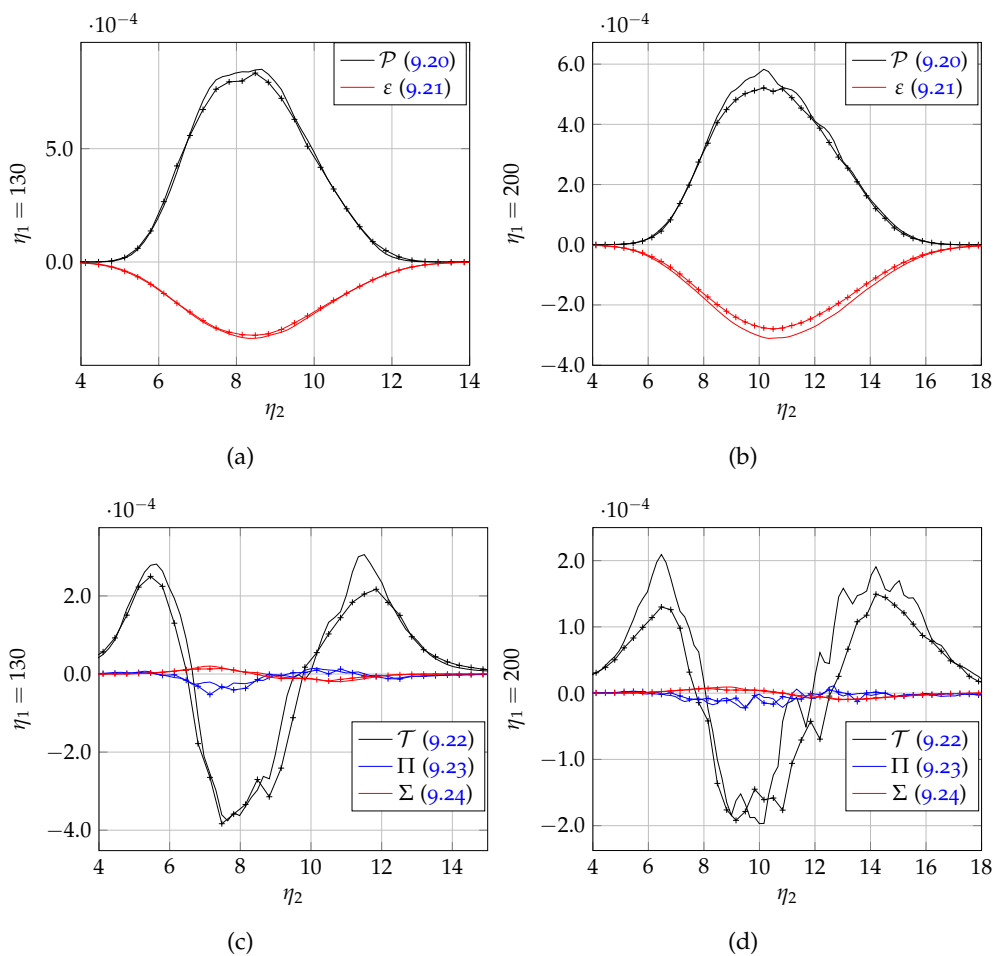 ·10⁻⁴
η₁ = 130
5.0
0.0
𝒫 (9.20)
ε (9.21)
4 6 8 10 12 14
η₂
(a)
·10⁻⁴
η₁ = 200
6.0
4.0
2.0
0.0
−2.0
−4.0
𝒫 (9.20)
ε (9.21)
4 6 8 10 12 14 16 18
η₂
(b)
·10⁻⁴
η₁ = 130
2.0
0.0
−2.0
−4.0
𝒯 (9.22)
Π (9.23)
Σ (9.24)
4 6 8 10 12 14
η₂
(c)
·10⁻⁴
η₁ = 200
2.0
1.0
0.0
−1.0
−2.0
𝒯 (9.22)
Π (9.23)
Σ (9.24)
4 6 8 10 12 14 16 18
η₂
(d)